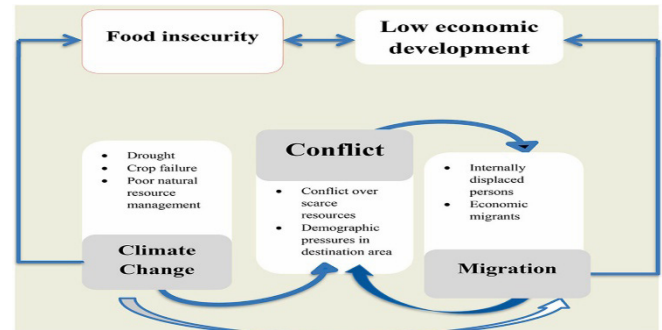 Food insecurity
Low economic
development
Drought
Crop failure
Poor natural
resource
management
Climate
Change
Conflict
Conflict over
scarce
resources
Demographic
pressures in
destination area
Internally
displaced
persons
Economic
migrants
Migration